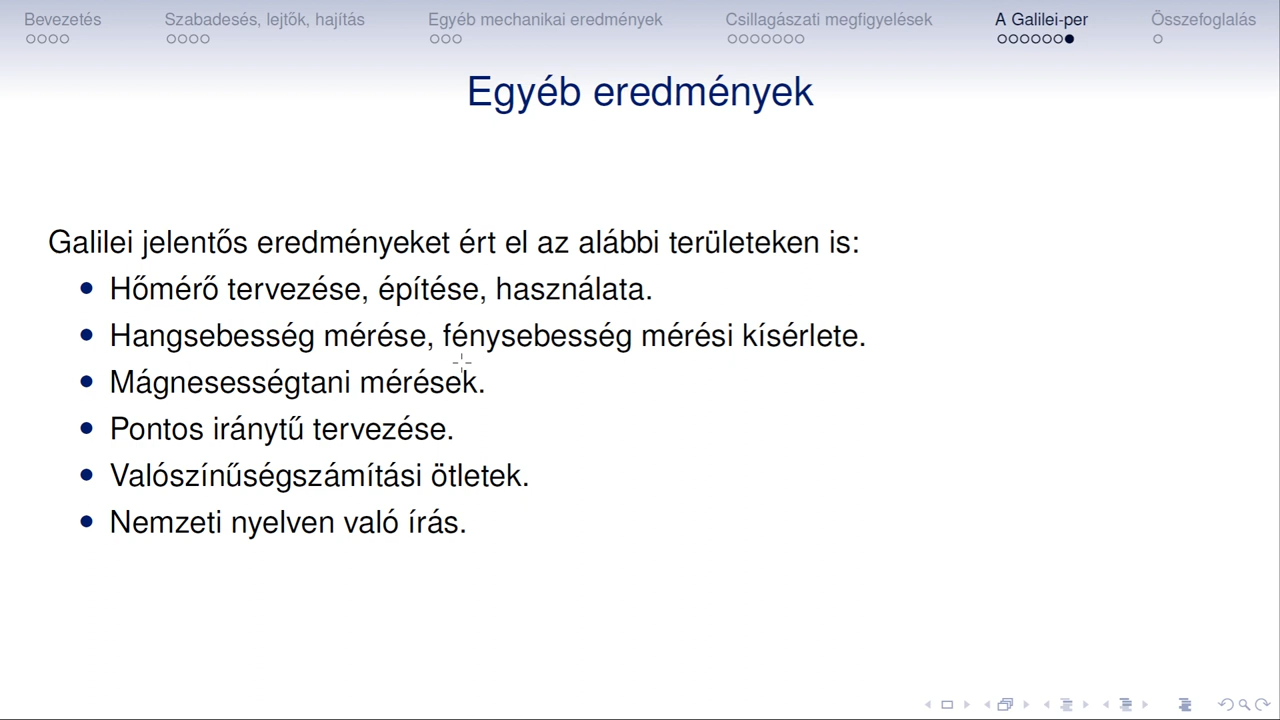 Bevezetés Szabadesés, lejtők, hajítás Egyéb mechanikai eredmények Csillagászati megfigyelések A Galilei-per Összefoglalás
Egyéb eredmények
Galilei jelentős eredményeket ért el az alábbi területeken is:
Hőmérő tervezése, építése, használata.
Hangsebesség mérése, fénysebesség mérési kísérlete.
Mágnesességtani mérések.
Pontos iránytű tervezése.
Valószínűségszámítási ötletek.
Nemzeti nyelven való írás.